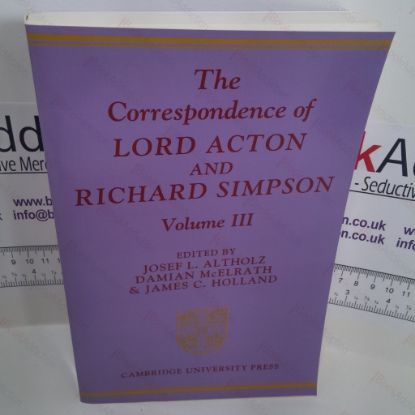 The
Correspondence of
LORD ACTON
AND
RICHARD SIMPSON
Volume III
EDITED BY
JOSEF L. ALTHOLZ
DAMIAN McELRATH
& JAMES C. HOLLAND
CAMBRIDGE UNIVERSITY PRESS
- Seductive